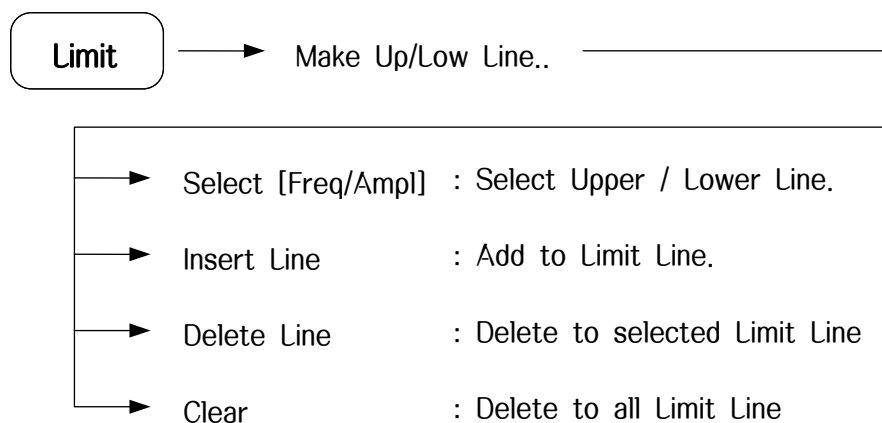 Limit Make Up/Low Line..
Select [Freq/Ampl] : Select Upper / Lower Line.
Insert Line : Add to Limit Line.
Delete Line : Delete to selected Limit Line
Clear : Delete to all Limit Line